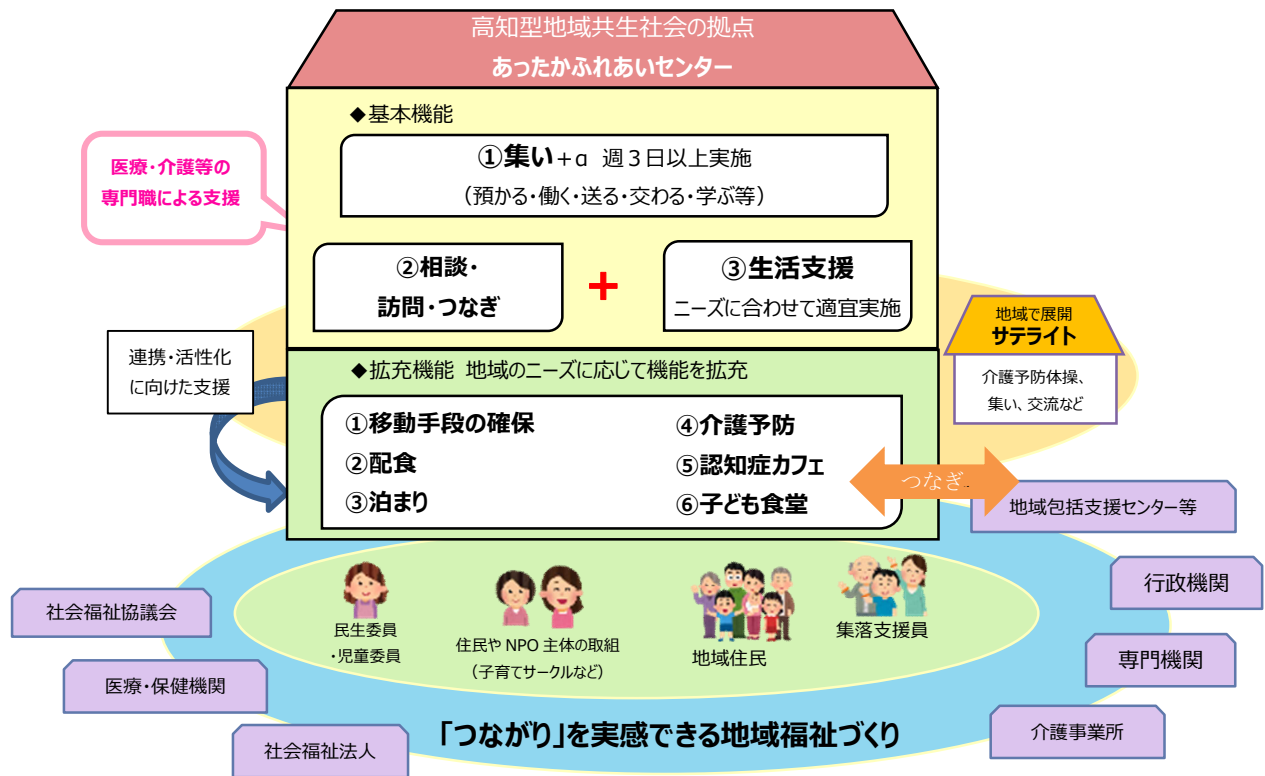 高知型地域共生社会の拠点
あったかふれあいセンター
◆基本機能
①集い+α 週3日以上実施
(預かる・働く・送る・交わる・学ぶ等)
医療・介護等の
専門職による支援
②相談・
訪問・つなぎ
+
③生活支援
ニーズに合わせて適宜実施
地域で展開
サテライト
介護予防体操、
集い、交流など
連携・活性化
に向けた支援
◆拡充機能 地域のニーズに応じて機能を拡充
①移動手段の確保
②配食
③泊まり
④介護予防
⑤認知症カフェ
⑥子ども食堂
つなぎ
地域包括支援センター等
行政機関
専門機関
介護事業所
社会福祉協議会
医療・保健機関
社会福祉法人
民生委員
・児童委員
住民や NPO 主体の取組
(子育てサークルなど)
地域住民
集落支援員
「つながり」を実感できる地域福祉づくり